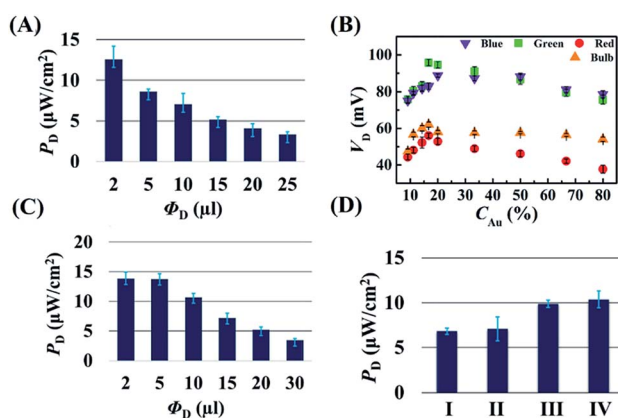 (A)
15
10
5
0
P_D (µW/cm²)
2 5 10 15 20 25
Φ_D (µl)
(B)
Blue Green Red
Bulb
100
80
60
40
V_D (mV)
0 10 20 30 40 50 60 70 80
C_Au (%)
(C)
20
15
10
5
0
P_D (µW/cm²)
2 5 10 15 20 30
Φ_D (µl)
(D)
15
10
5
0
P_D (µW/cm²)
I II III IV